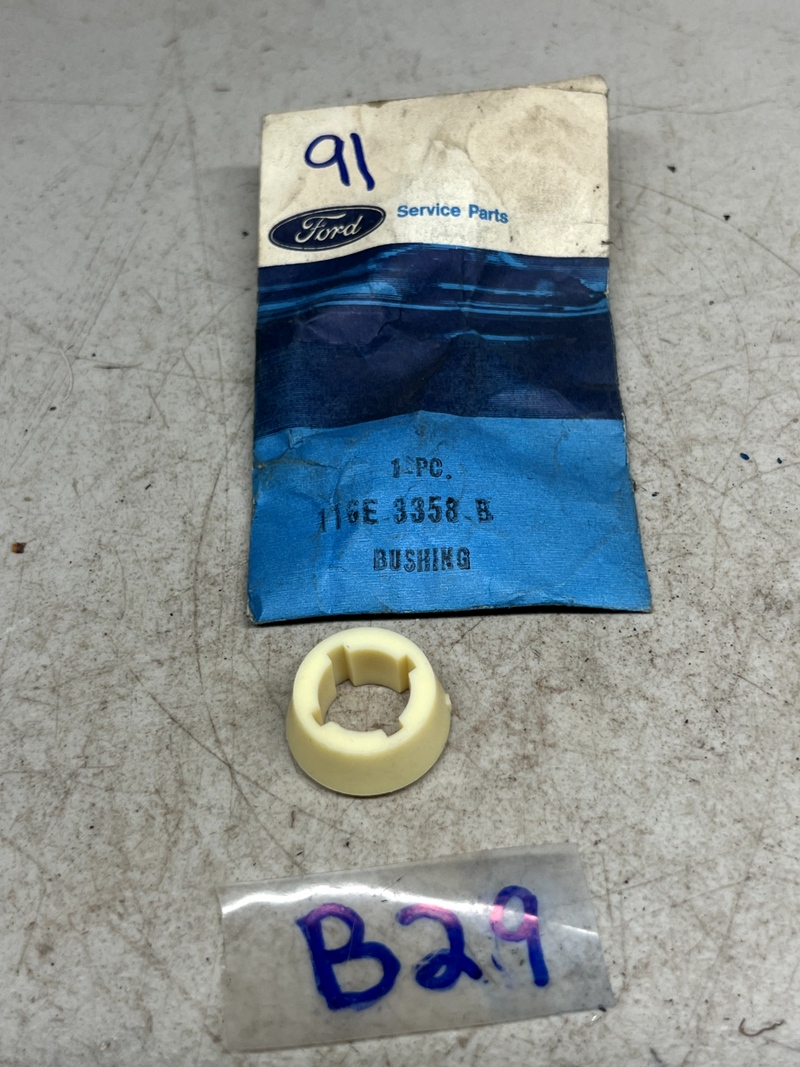 91
Ford
Service Parts
1 PC.
116E 3358 B
BUSHING
B29